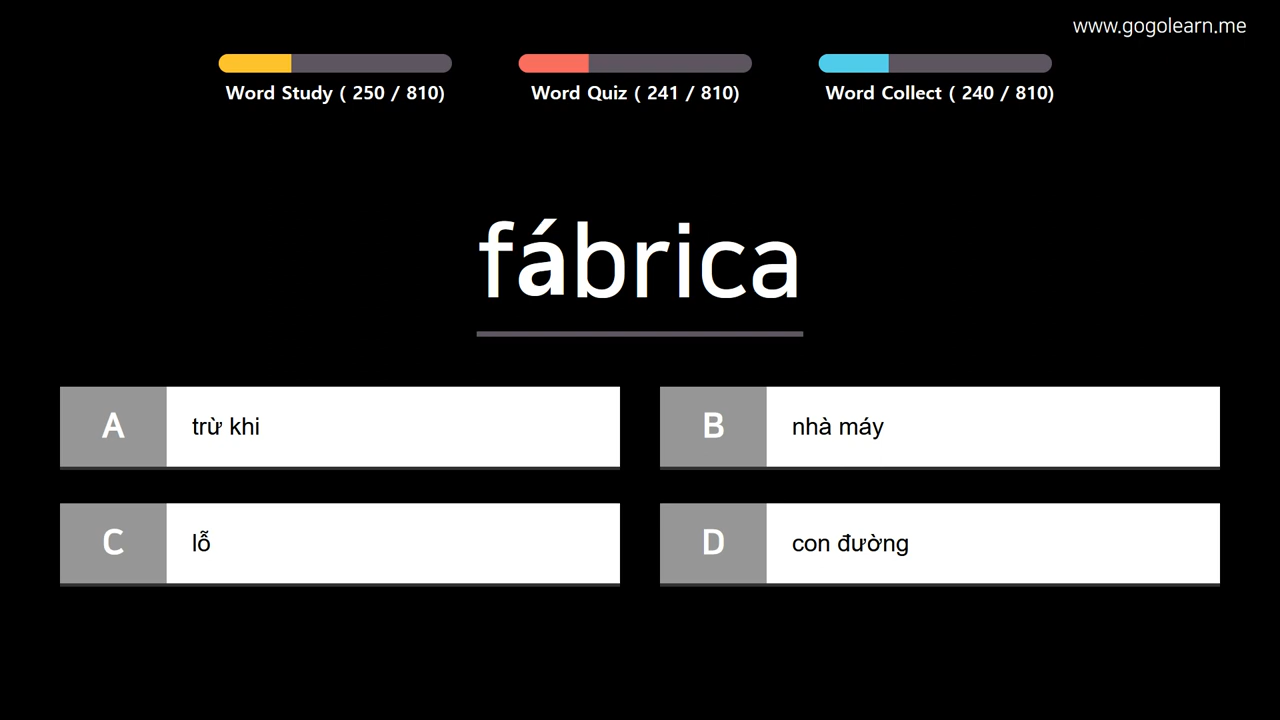 www.gogolearn.me
Word Study ( 250 / 810)
Word Quiz ( 241 / 810)
Word Collect ( 240 / 810)
fábrica
A trừ khi
B nhà máy
C lỗ
D con đường